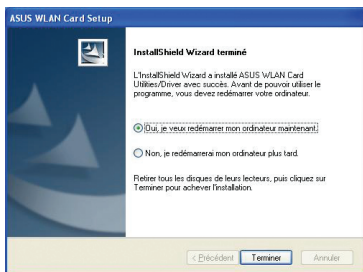 ASUS WLAN Card Setup
InstallShield Wizard terminé
L'InstallShield Wizard a installé ASUS WLAN Card
Utilities/Driver avec succès. Avant de pouvoir utiliser le
programme, vous devez redémarrer votre ordinateur.
Oui, je veux redémarrer mon ordinateur maintenant.
Non, je redémarrerai mon ordinateur plus tard.
Retirer tous les disques de leurs lecteurs, puis cliquez sur
Terminer pour achever l'installation.
< Précédent Terminer Annuler